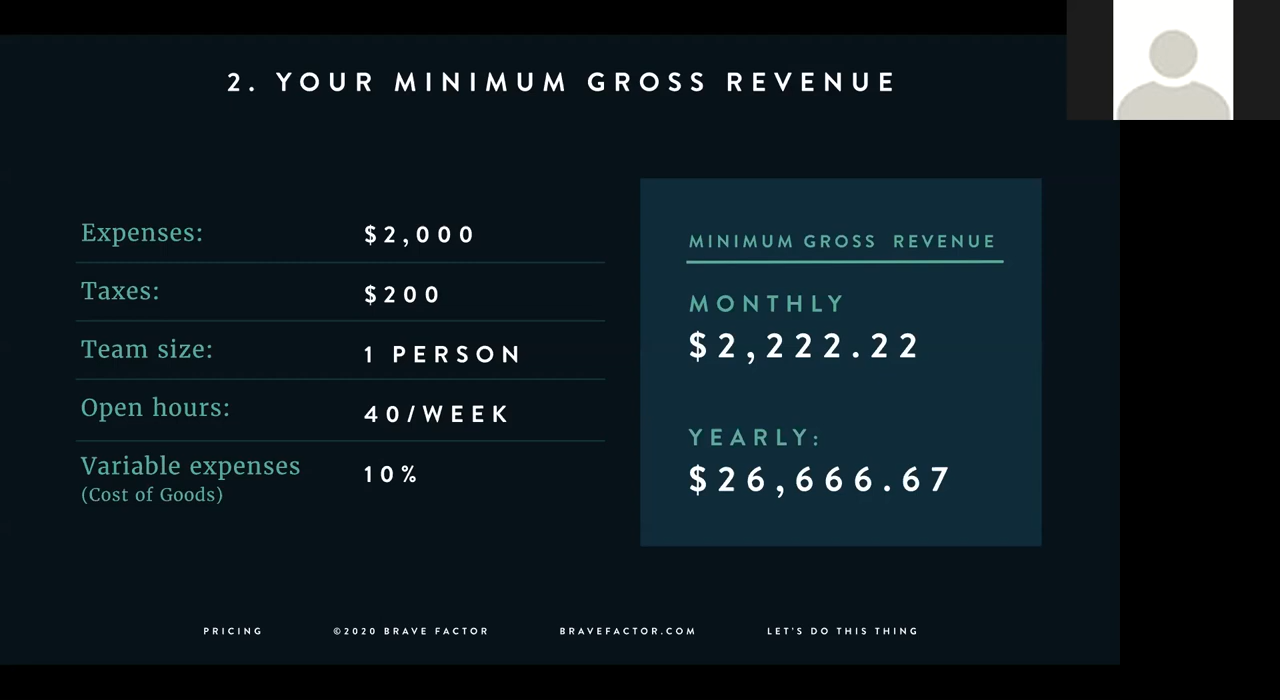 2. YOUR MINIMUM GROSS REVENUE
Expenses: $2,000
Taxes: $200
Team size: 1 PERSON
Open hours: 40/WEEK
Variable expenses 10%
(Cost of Goods)
MINIMUM GROSS REVENUE
MONTHLY
$2,222.22
YEARLY:
$26,666.67
PRICING ©2020 BRAVE FACTOR BRAVEFACTOR.COM LET'S DO THIS THING